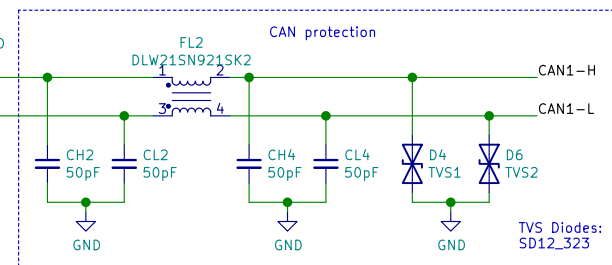 CAN protection
FL2
DLW21SN921SK2
1 2
CAN1-H
3 4
CAN1-L
CH2
50pF
CL2
50pF
CH4
50pF
CL4
50pF
D4
TVS1
D6
TVS2
GND
GND
GND
TVS Diodes:
SD12_323